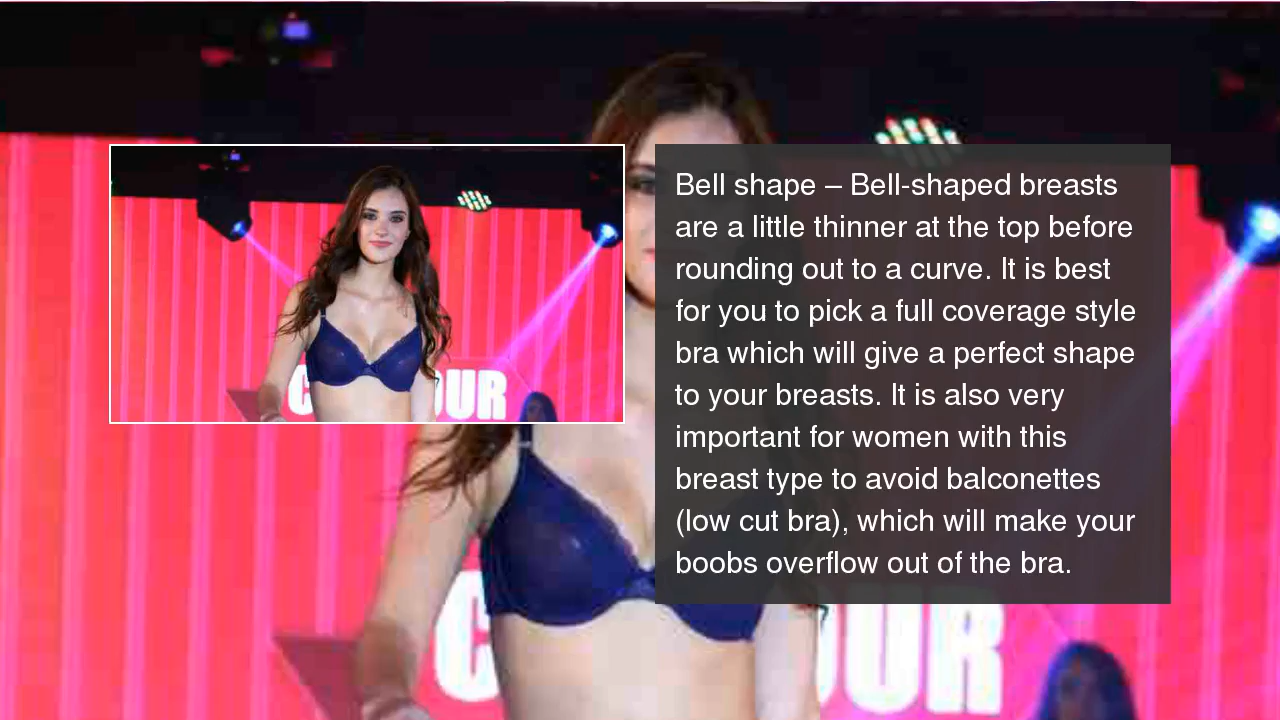 Bell shape – Bell-shaped breasts
are a little thinner at the top before
rounding out to a curve. It is best
for you to pick a full coverage style
bra which will give a perfect shape
to your breasts. It is also very
important for women with this
breast type to avoid balconettes
(low cut bra), which will make your
boobs overflow out of the bra.
C
OUR
C
OUR